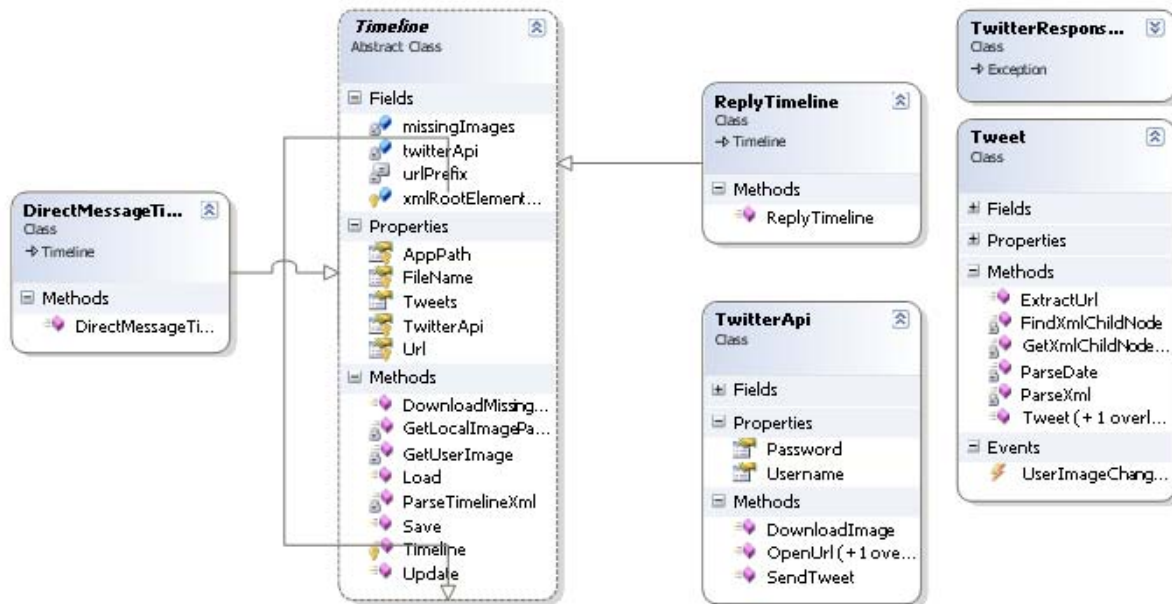 DirectMessageTi...
Class
Timeline
Methods
DirectMessageTi...
Timeline
Abstract Class
Fields
missingImages
twitterApi
urlPrefix
xmlRootElement...
Properties
AppPath
FileName
Tweets
TwitterApi
Url
Methods
DownloadMissing...
GetLocalImagePa...
GetUserImage
Load
ParseTimelineXml
Save
Timeline
Update
ReplyTimeline
Class
Timeline
Methods
ReplyTimeline
TwitterApi
Class
Fields
Properties
Password
Username
Methods
DownloadImage
OpenUrl (+ 1 ove...
SendTweet
TwitterRespons...
Class
Exception
Tweet
Class
Fields
Properties
Methods
ExtractUrl
FindXmlChildNode
GetXmlChildNode...
ParseDate
ParseXml
Tweet (+ 1 overl...
Events
UserImageChang...